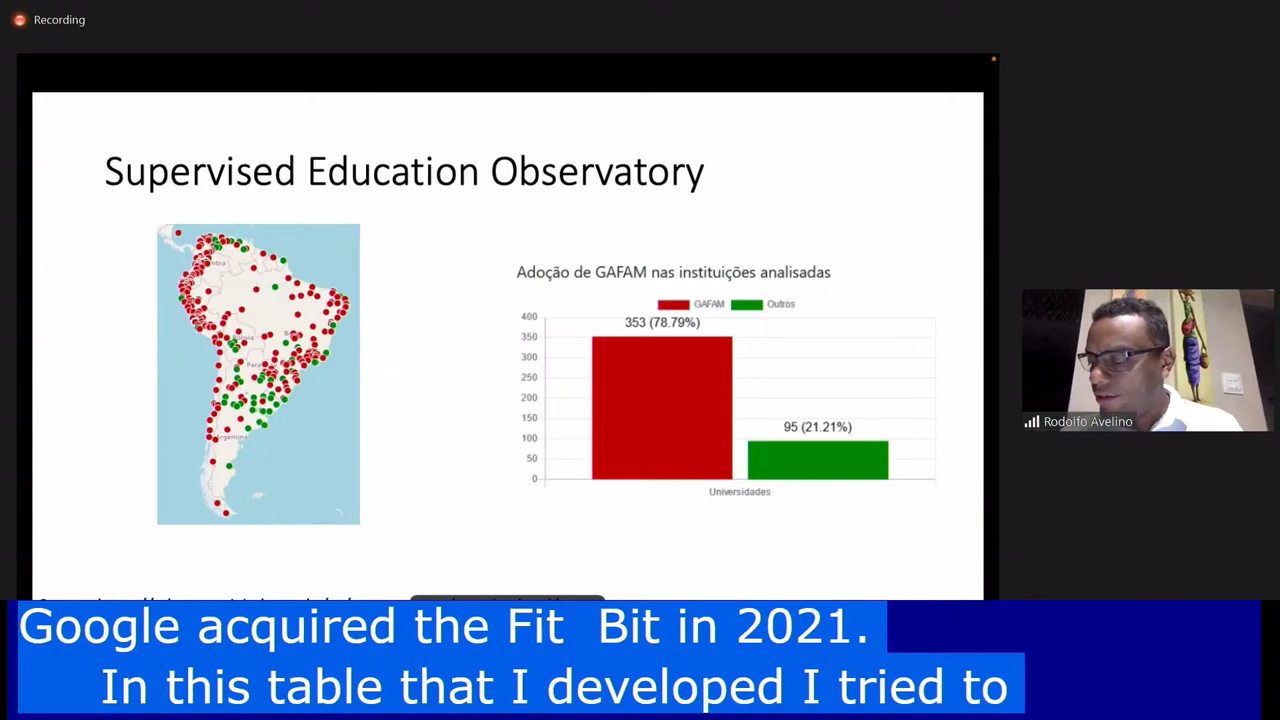 Recording
Supervised Education Observatory
Adoção de GAFAM nas instituições analisadas
GAFAM
Outros
400
350
300
250
200
150
100
50
0
353 (78.79%)
95 (21.21%)
Universidades
Argentina
Rodolfo Avelino
Google acquired the Fit Bit in 2021.
In this table that I developed I tried to